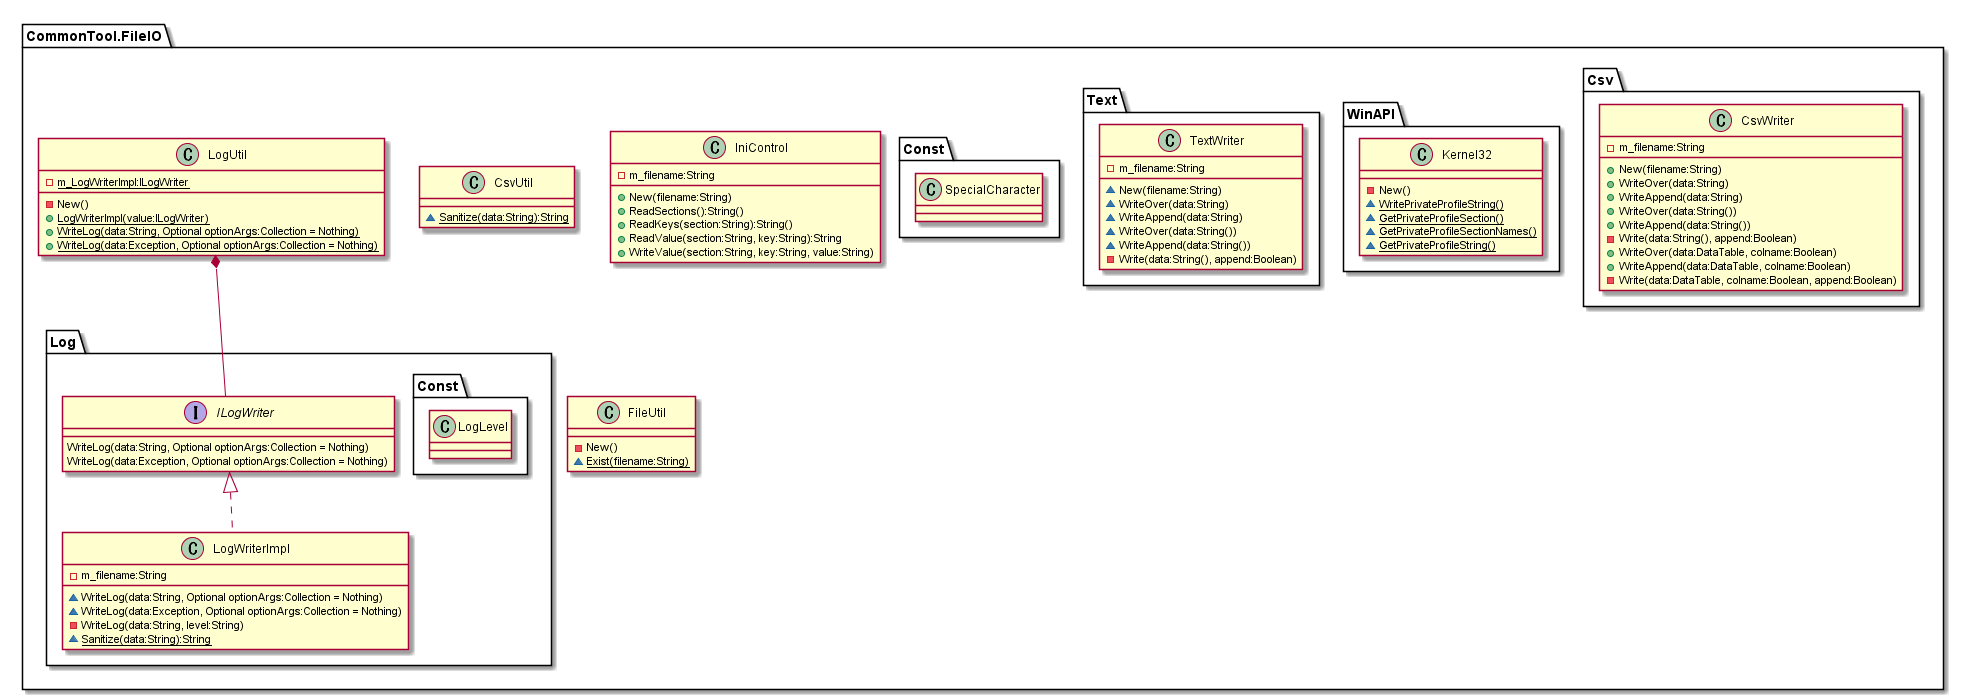 CommonTool.FileIO
LogUtil
m_LogWriterImpl:ILogWriter
New()
LogWriterImpl(value:ILogWriter)
WriteLog(data:String, Optional optionArgs:Collection = Nothing)
WriteLog(data:Exception, Optional optionArgs:Collection = Nothing)
CsvUtil
Sanitize(data:String):String
IniControl
m_filename:String
New(filename:String)
ReadSections():String()
ReadKeys(section:String):String()
ReadValue(section:String, key:String):String
WriteValue(section:String, key:String, value:String)
Const
SpecialCharacter
Text
TextWriter
m_filename:String
New(filename:String)
WriteOver(data:String)
WriteAppend(data:String)
WriteOver(data:String())
WriteAppend(data:String())
Write(data:String(), append:Boolean)
WinAPI
Kernel32
New()
WritePrivateProfileString()
GetPrivateProfileSection()
GetPrivateProfileSectionNames()
GetPrivateProfileString()
Csv
CsvWriter
m_filename:String
New(filename:String)
WriteOver(data:String)
WriteAppend(data:String)
WriteOver(data:String())
WriteAppend(data:String())
Write(data:String(), append:Boolean)
WriteOver(data:DataTable, colname:Boolean)
WriteAppend(data:DataTable, colname:Boolean)
Write(data:DataTable, colname:Boolean, append:Boolean)
Log
ILogWriter
WriteLog(data:String, Optional optionArgs:Collection = Nothing)
WriteLog(data:Exception, Optional optionArgs:Collection = Nothing)
Const
LogLevel
FileUtil
New()
Exist(filename:String)
LogWriterImpl
m_filename:String
WriteLog(data:String, Optional optionArgs:Collection = Nothing)
WriteLog(data:Exception, Optional optionArgs:Collection = Nothing)
WriteLog(data:String, level:String)
Sanitize(data:String):String